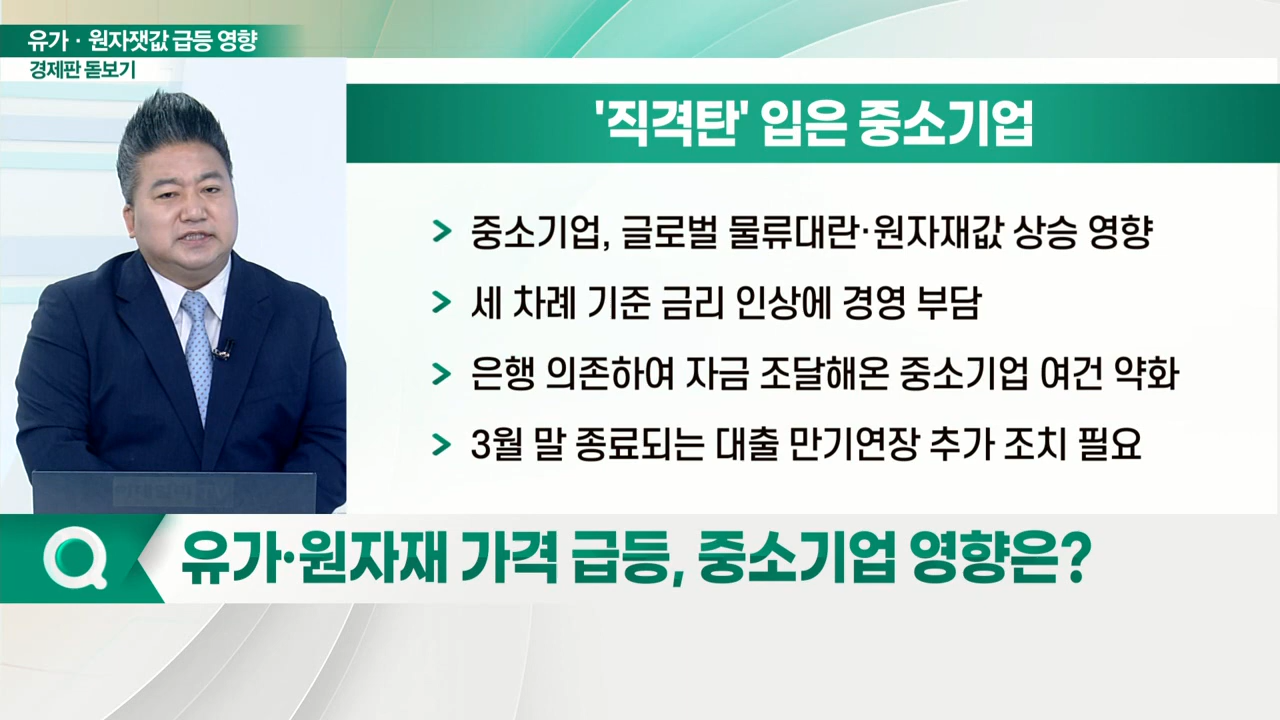 유가 · 원자잿값 급등 영향
경제판 돋보기
'직격탄' 입은 중소기업
> 중소기업, 글로벌 물류대란·원자재값 상승 영향
> 세 차례 기준 금리 인상에 경영 부담
> 은행 의존하여 자금 조달해온 중소기업 여건 약화
> 3월 말 종료되는 대출 만기연장 추가 조치 필요
유가·원자재 가격 급등, 중소기업 영향은?